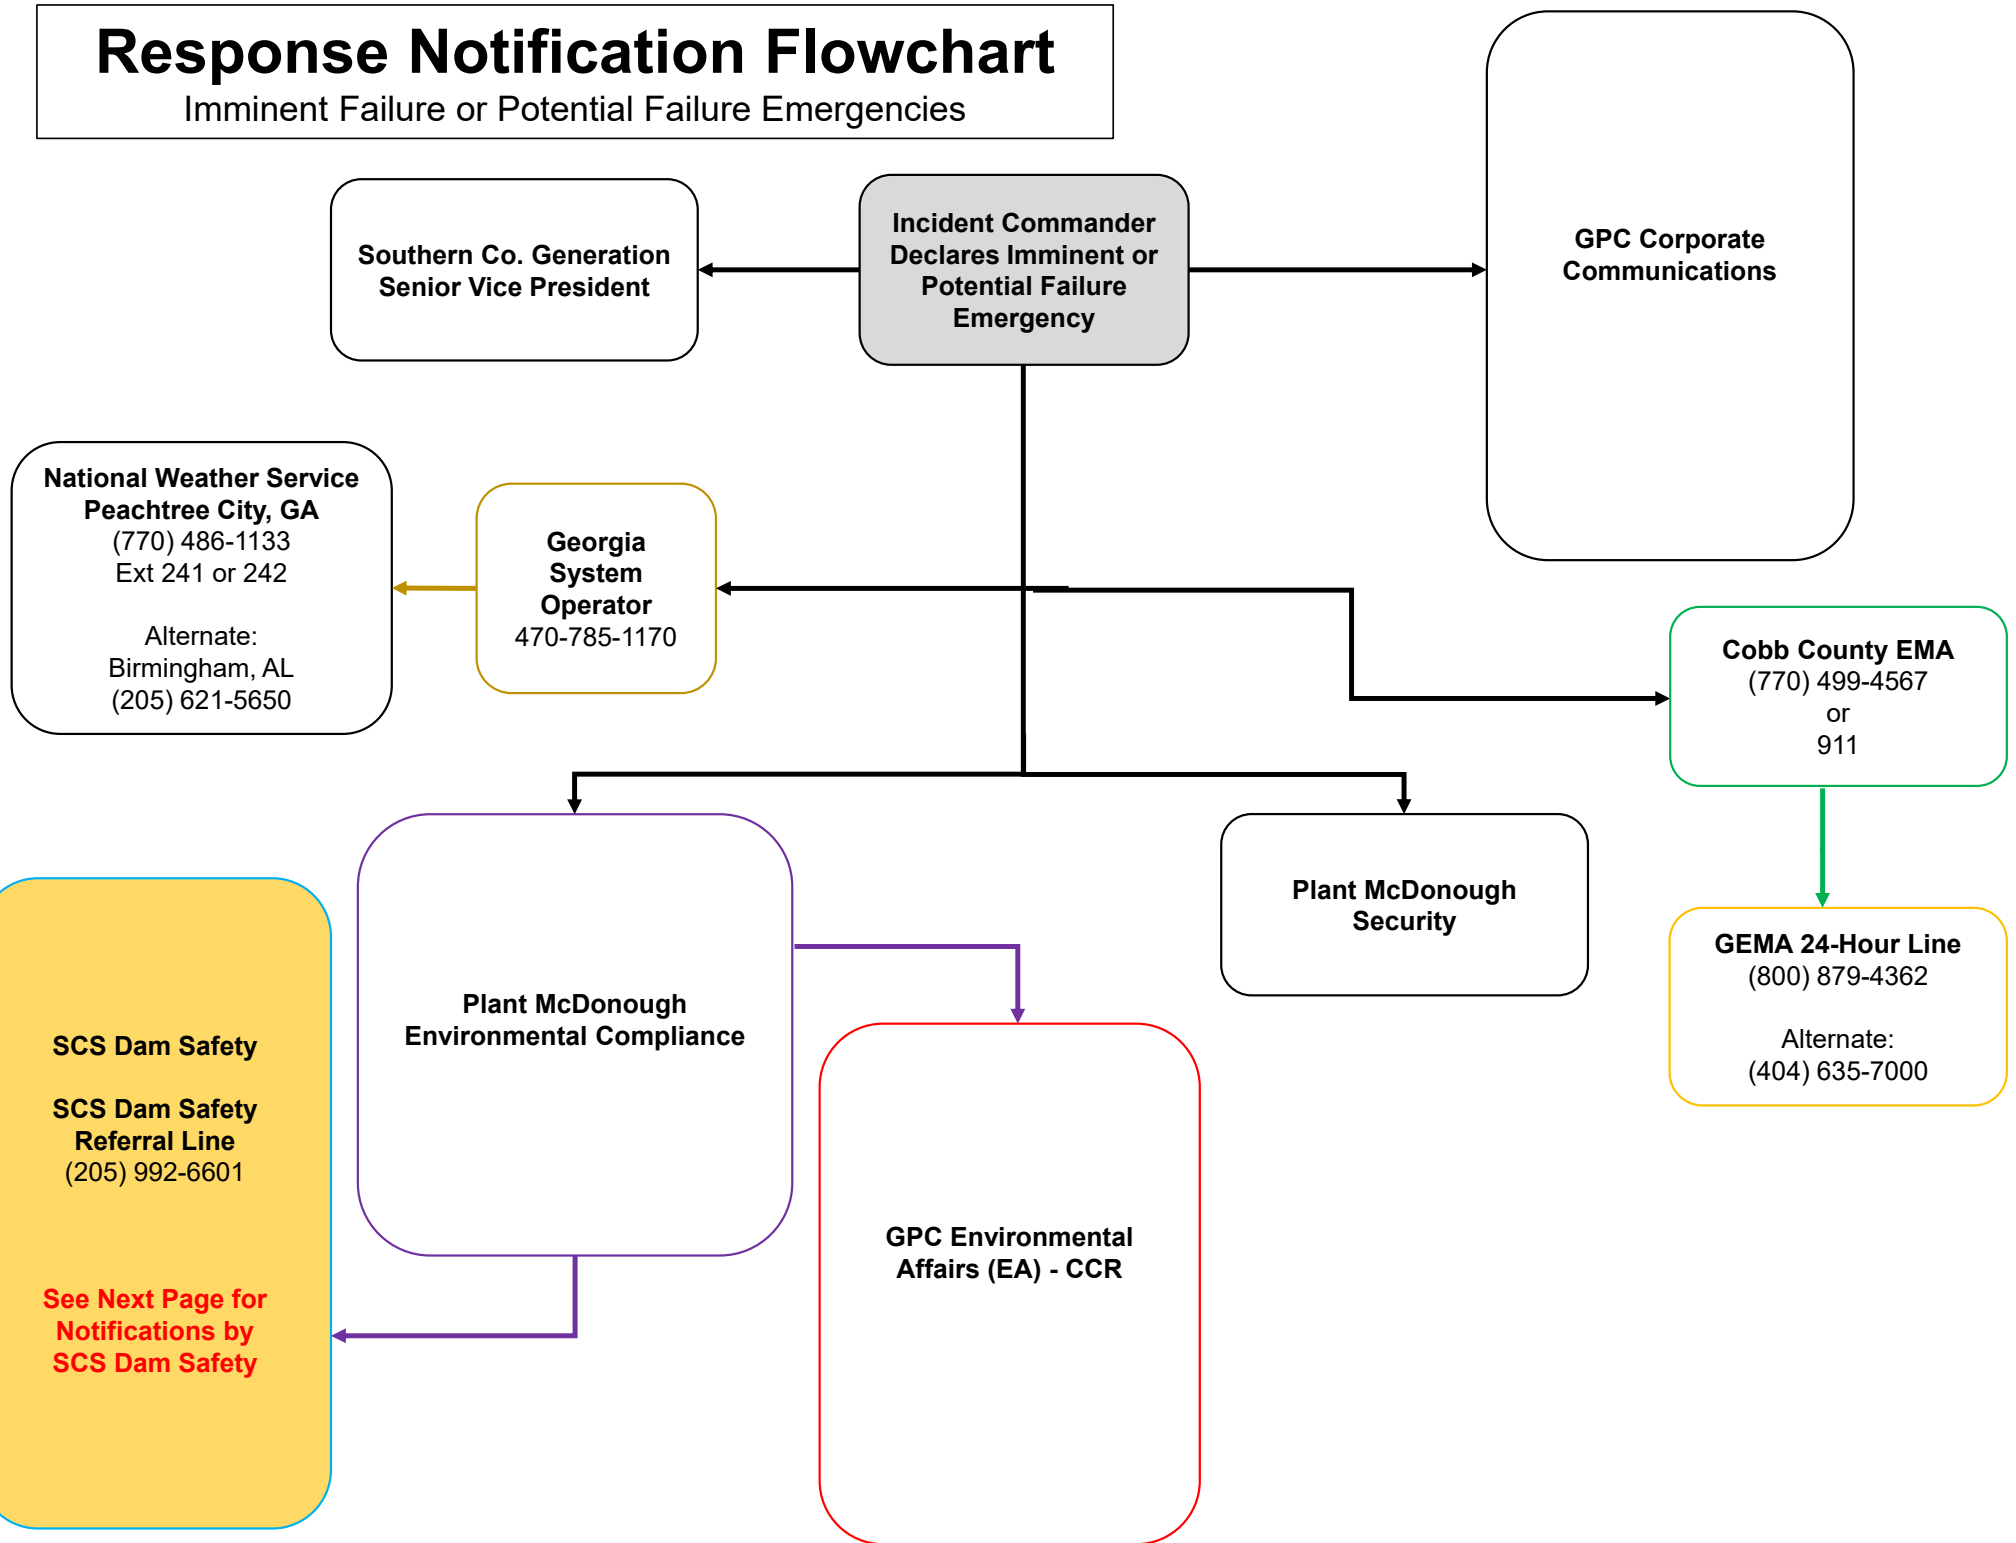 Response Notification Flowchart
Imminent Failure or Potential Failure Emergencies
Southern Co. Generation
Senior Vice President
Incident Commander
Declares Imminent or
Potential Failure
Emergency
GPC Corporate
Communications
National Weather Service
Peachtree City, GA
(770) 486-1133
Ext 241 or 242
Alternate:
Birmingham, AL
(205) 621-5650
Georgia
System
Operator
470-785-1170
Cobb County EMA
(770) 499-4567
or
911
Plant McDonough
Environmental Compliance
Plant McDonough
Security
GEMA 24-Hour Line
(800) 879-4362
Alternate:
(404) 635-7000
SCS Dam Safety
SCS Dam Safety
Referral Line
(205) 992-6601
See Next Page for
Notifications by
SCS Dam Safety
GPC Environmental
Affairs (EA) - CCR